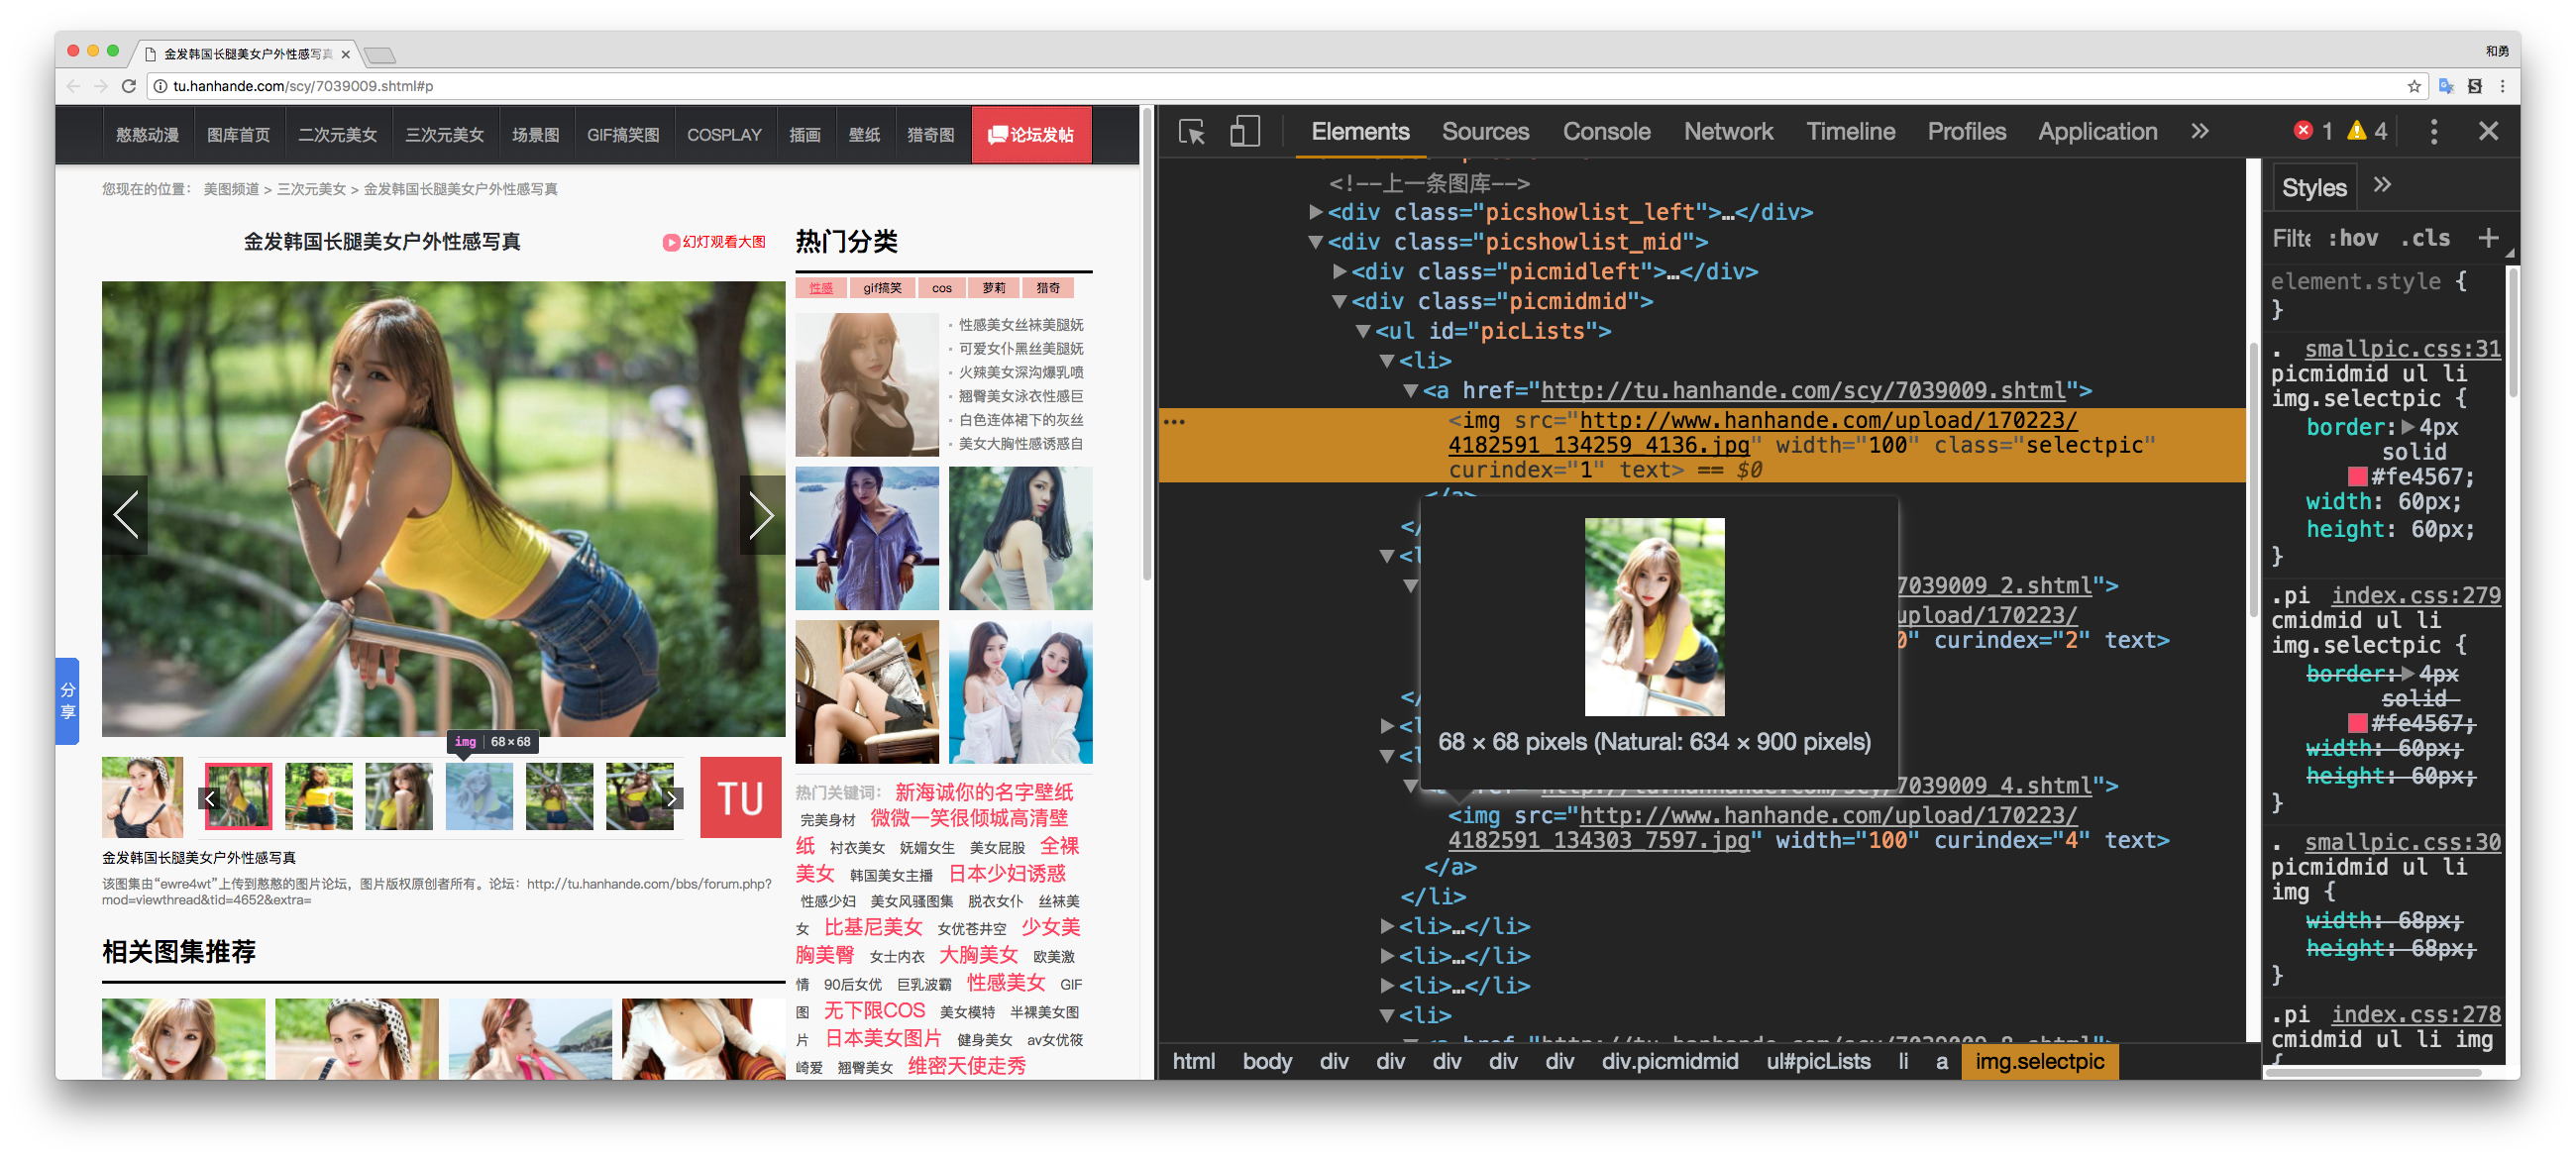 金发韩国长腿美女户外性感写真
和勇
tu.hanhande.com/scy/7039009.shtml#p
憨憨动漫 图库首页 二次元美女 三次元美女 场景图 GIF搞笑图 COSPLAY 插画 壁纸 猎奇图 论坛发帖
您现在的位置： 美图频道 > 三次元美女 > 金发韩国长腿美女户外性感写真
金发韩国长腿美女户外性感写真
幻灯观看大图
分享
img 68×68
TU
金发韩国长腿美女户外性感写真
该图集由“ewre4wt”上传到憨憨的图片论坛，图片版权原创者所有。论坛：http://tu.hanhande.com/bbs/forum.php?
mod=viewthread&tid=4652&extra=
相关图集推荐
热门分类
性感 gif搞笑 cos 萝莉 猎奇
性感美女丝袜美腿妩
可爱女仆黑丝美腿妩
火辣美女深沟爆乳喷
翘臀美女泳衣性感巨
白色连体裙下的灰丝
美女大胸性感诱惑自
热门关键词： 新海诚你的名字壁纸
完美身材 微微一笑很倾城高清壁
纸 衬衣美女 妩媚女生 美女屁股 全裸
美女 韩国美女主播 日本少妇诱惑
性感少妇 美女风骚图集 脱衣女仆 丝袜美
女 比基尼美女 女优苍井空 少女美
胸美臀 女士内衣 大胸美女 欧美激
情 90后女优 巨乳波霸 性感美女 GIF
图 无下限COS 美女模特 半裸美女图
片 日本美女图片 健身美女 av女优筱
崎爱 翘臀美女 维密天使走秀
Elements Sources Console Network Timeline Profiles Application » 1 4
<!--上一条图库-->
<div class="picshowlist_left">…</div>
<div class="picshowlist_mid">
<div class="picmidleft">…</div>
<div class="picmidmid">
<ul id="picLists">
<li>
<a href="http://tu.hanhande.com/scy/7039009.shtml">
<img src="http://www.hanhande.com/upload/170223/
4182591_134259_4136.jpg" width="100" class="selectpic"
curindex="1" text> == $0
</a>
</
<l
7039009_2.shtml">
upload/170223/
0" curindex="2" text>
</
<l
<l
7039009_4.shtml">
68 × 68 pixels (Natural: 634 × 900 pixels)
<img src="http://www.hanhande.com/upload/170223/
4182591_134303_7597.jpg" width="100" curindex="4" text>
</a>
</li>
<li>…</li>
<li>…</li>
<li>…</li>
<li>
html body div div div div div div.picmidmid ul#picLists li a img.selectpic
Styles »
Filte :hov .cls +
element.style {
}
. smallpic.css:31
picmidmid ul li
img.selectpic {
border: 4px
solid
#fe4567;
width: 60px;
height: 60px;
}
.pi index.css:279
cmidmid ul li
img.selectpic {
border: 4px
solid
#fe4567;
width: 60px;
height: 60px;
}
. smallpic.css:30
picmidmid ul li
img {
width: 68px;
height: 68px;
}
.pi index.css:278
cmidmid ul li img
{